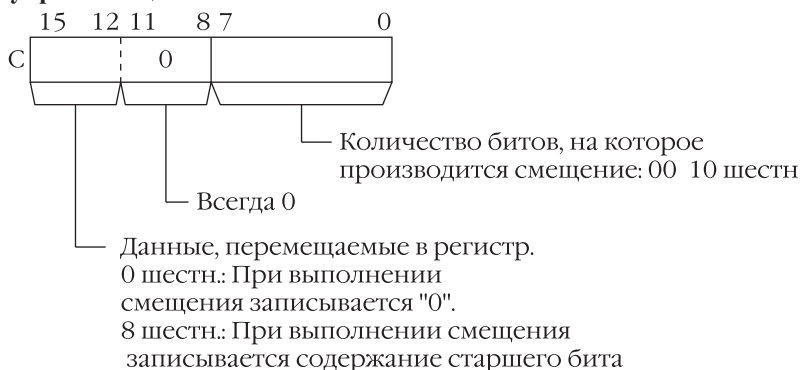 15 12 11 8 7 0
С 0
Количество битов, на которое
производится смещение: 00 10 шестн
Всегда 0
Данные, перемещаемые в регистр.
0 шестн.: При выполнении
смещения записывается "0".
8 шестн.: При выполнении смещения
записывается содержание старшего бита